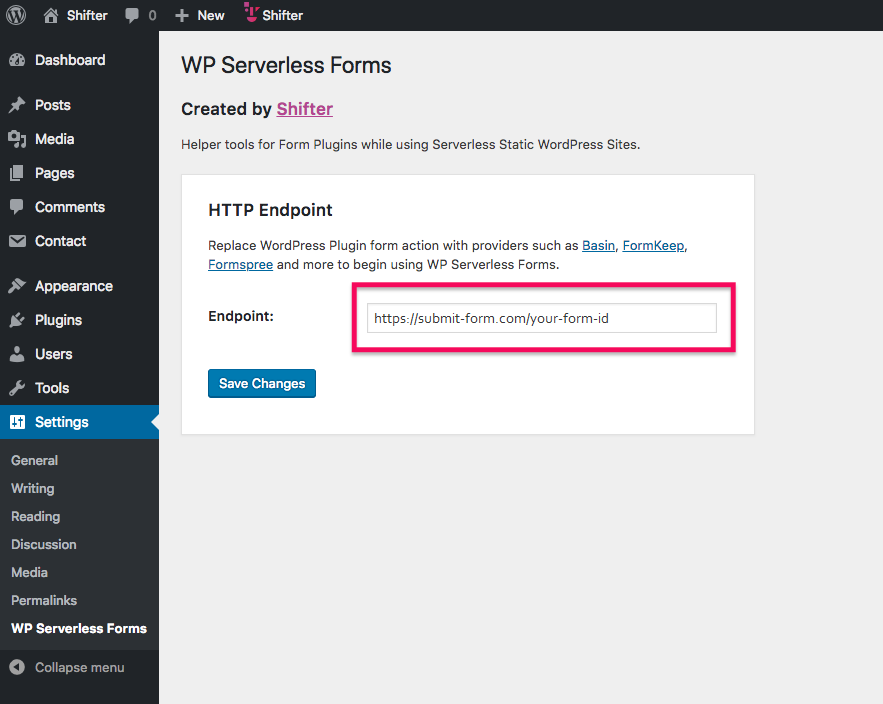 Shifter 0 New Shifter
Dashboard
Posts
Media
Pages
Comments
Contact
Appearance
Plugins
Users
Tools
Settings
General
Writing
Reading
Discussion
Media
Permalinks
WP Serverless Forms
Collapse menu
WP Serverless Forms
Created by Shifter
Helper tools for Form Plugins while using Serverless Static WordPress Sites.
HTTP Endpoint
Replace WordPress Plugin form action with providers such as Basin, FormKeep,
Formspree and more to begin using WP Serverless Forms.
Endpoint: https://submit-form.com/your-form-id
Save Changes